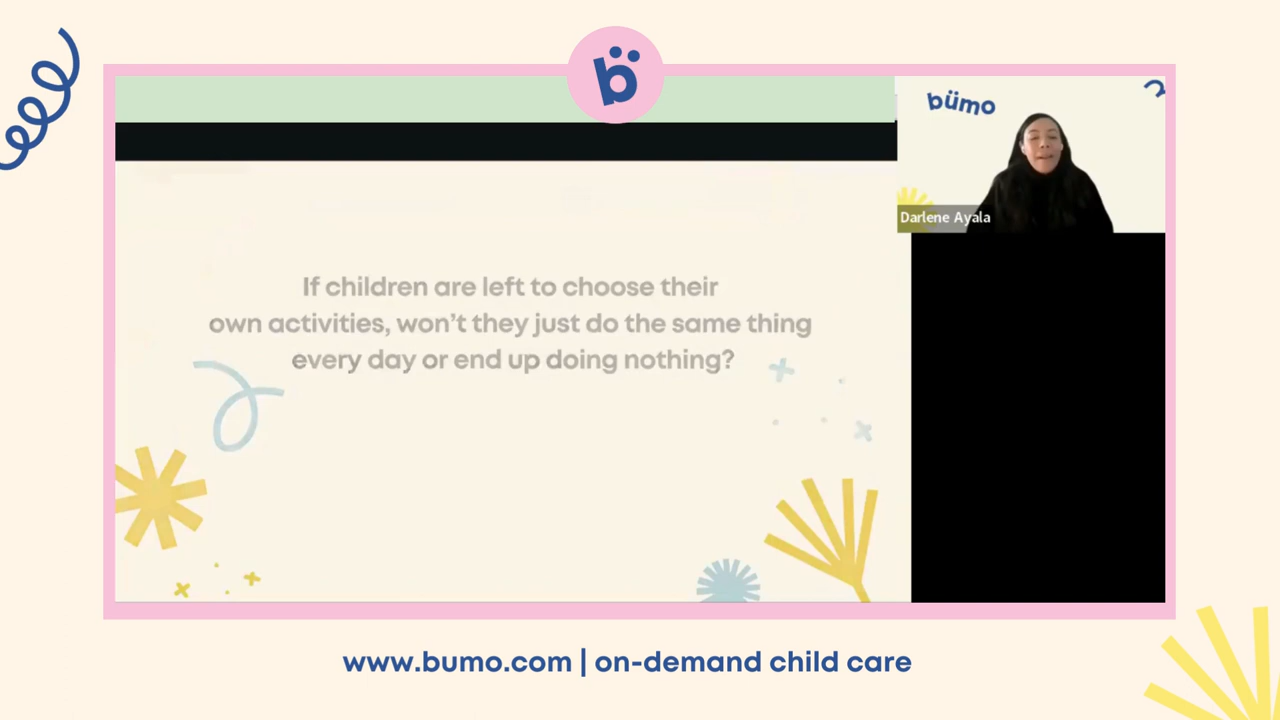 b̈
bümo
Darlene Ayala
If children are left to choose their
own activities, won’t they just do the same thing
every day or end up doing nothing?
www.bumo.com | on-demand child care